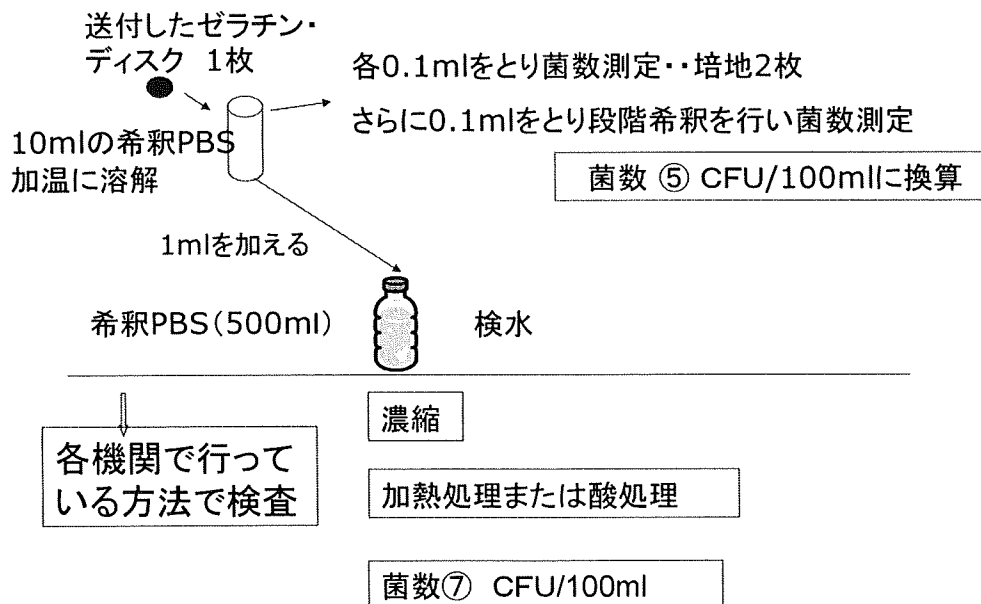 送付したゼラチン・
ディスク 1枚
各0.1mlをとり菌数測定・・培地2枚
さらに0.1mlをとり段階希釈を行い菌数測定
10mlの希釈PBS
加温に溶解
菌数 ⑤ CFU/100mlに換算
1mlを加える
希釈PBS(500ml)
検水
濃縮
各機関で行って
いる方法で検査
加熱処理または酸処理
菌数⑦ CFU/100ml